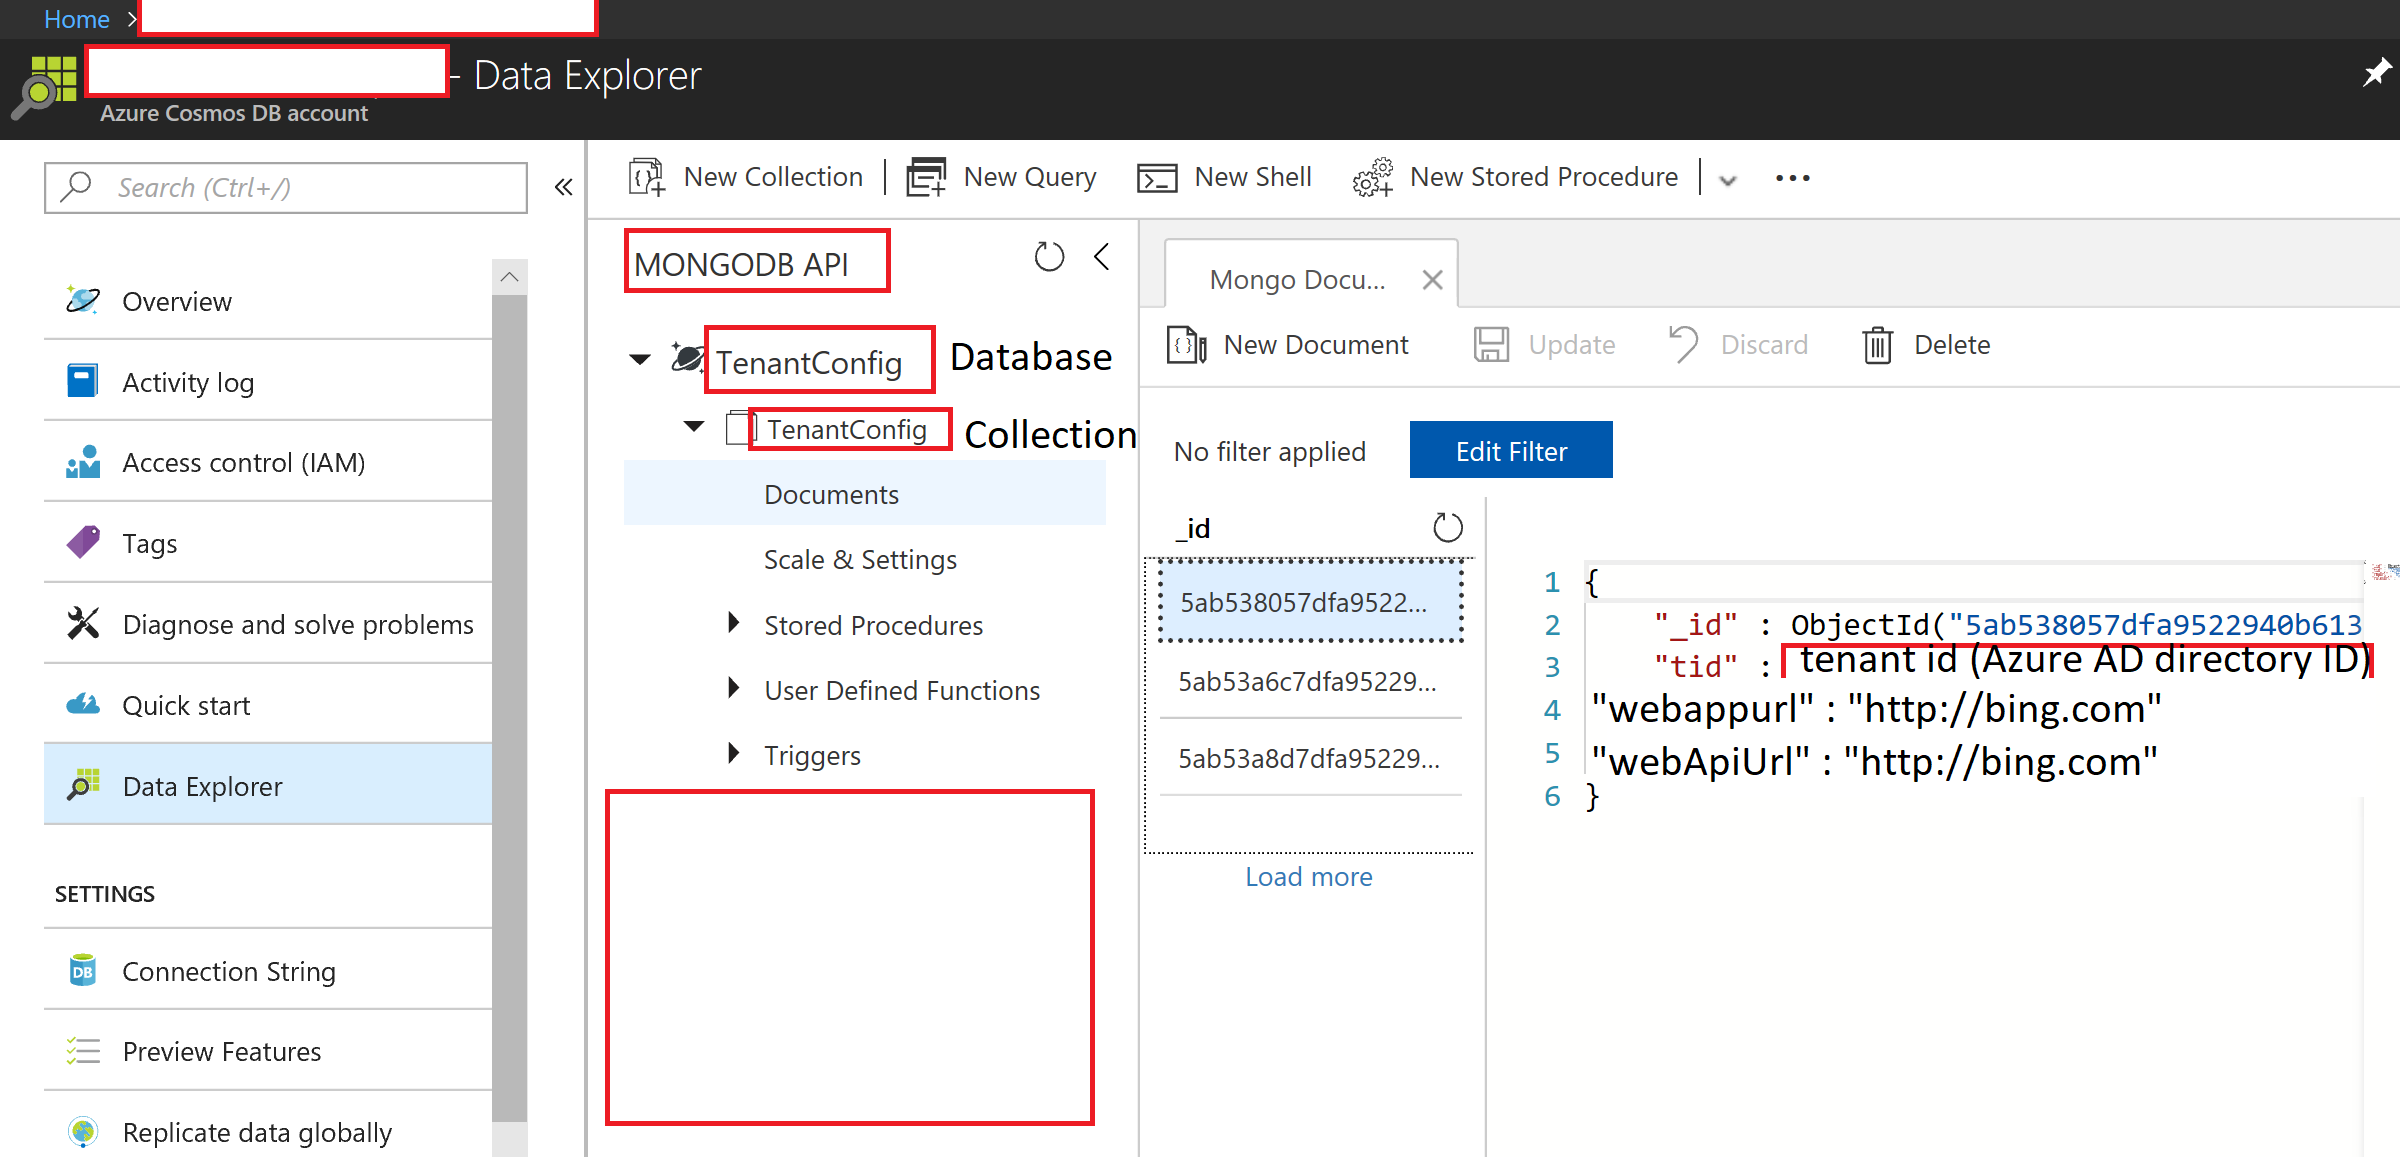 Home >
- Data Explorer
Azure Cosmos DB account
Search (Ctrl+/)
«
Overview
Activity log
Access control (IAM)
Tags
Diagnose and solve problems
Quick start
Data Explorer
SETTINGS
DB Connection String
Preview Features
Replicate data globally
New Collection
New Query
New Shell
New Stored Procedure
...
MONGODB API
TenantConfig Database
TenantConfig Collection
Documents
Scale & Settings
Stored Procedures
User Defined Functions
Triggers
Mongo Docu...
New Document
Update
Discard
Delete
No filter applied
Edit Filter
_id
5ab538057dfa9522...
5ab53a6c7dfa95229...
5ab53a8d7dfa95229...
Load more
1 {
2 "_id" : ObjectId("5ab538057dfa9522940b613
3 "tid" : tenant id (Azure AD directory ID)
4 "webappurl" : "http://bing.com"
5 "webApiUrl" : "http://bing.com"
6 }